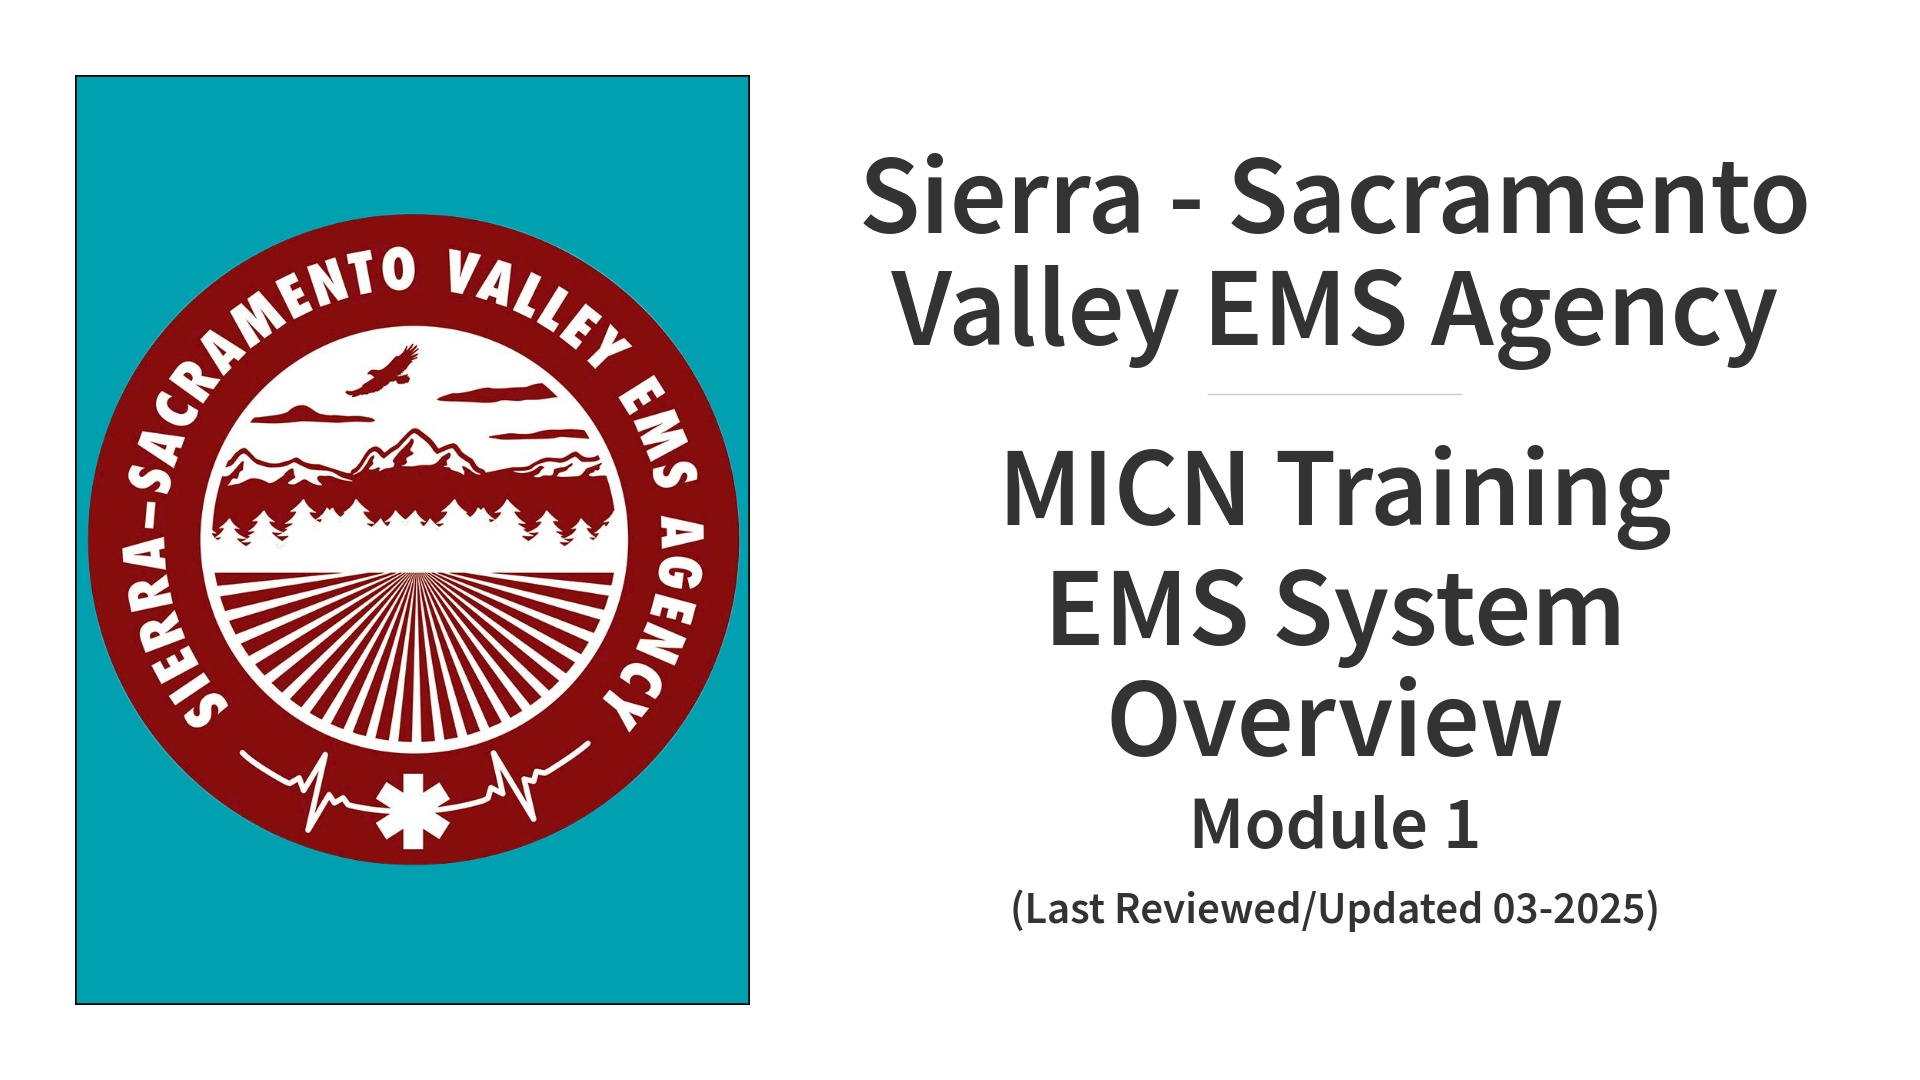 SIERRA–SACRAMENTO VALLEY EMS AGENCY
Sierra - Sacramento
Valley EMS Agency
MICN Training
EMS System
Overview
Module 1
(Last Reviewed/Updated 03-2025)